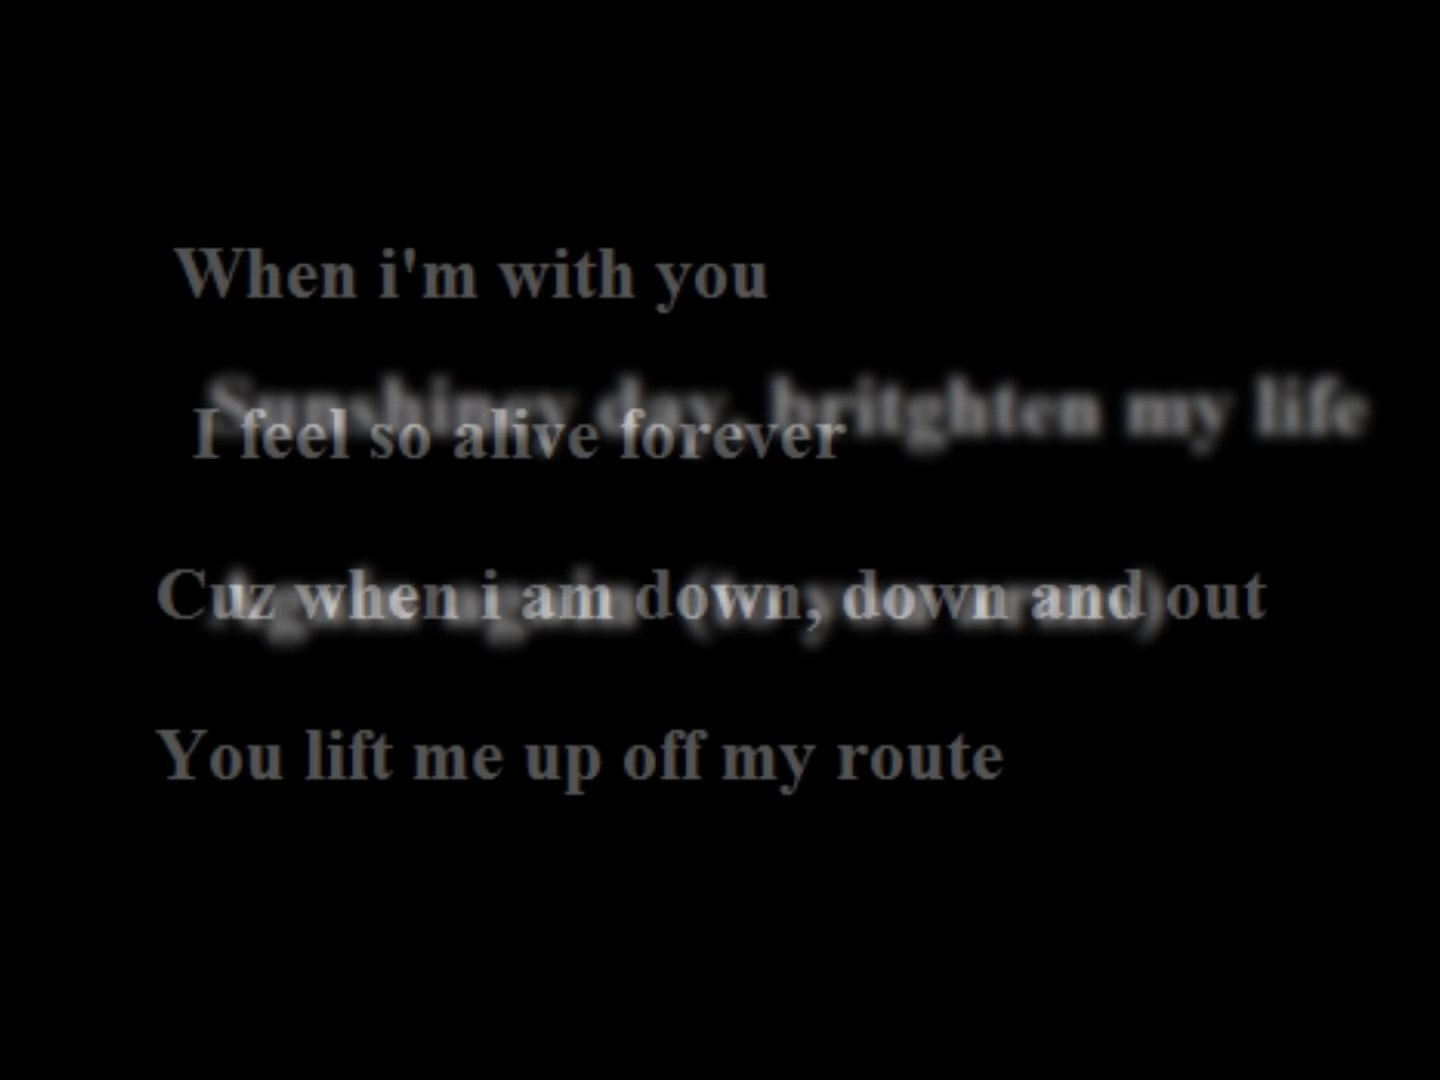 When i'm with you
Sunshiney day, britghten my life
I feel so alive forever
Cuz when i am down, down and out
You lift me up off my route